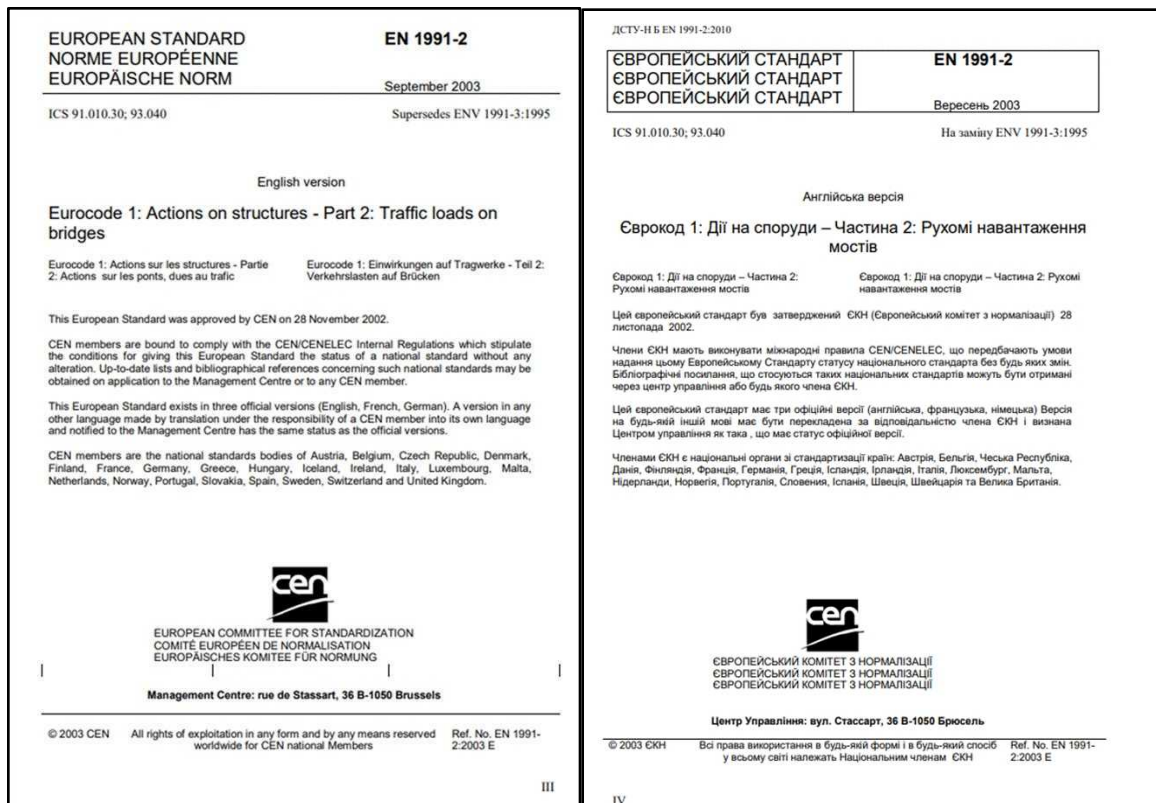 EUROPEAN STANDARD
NORME EUROPÉENNE
EUROPÄISCHE NORM
EN 1991-2
September 2003
ICS 91.010.30; 93.040
Supersedes ENV 1991-3:1995
English version
Eurocode 1: Actions on structures - Part 2: Traffic loads on
bridges
Eurocode 1: Actions sur les structures - Partie
2: Actions sur les ponts, dues au trafic
Eurocode 1: Einwirkungen auf Tragwerke - Teil 2:
Verkehrslasten auf Brücken
This European Standard was approved by CEN on 28 November 2002.
CEN members are bound to comply with the CEN/CENELEC Internal Regulations which stipulate
the conditions for giving this European Standard the status of a national standard without any
alteration. Up-to-date lists and bibliographical references concerning such national standards may be
obtained on application to the Management Centre or to any CEN member.
This European Standard exists in three official versions (English, French, German). A version in any
other language made by translation under the responsibility of a CEN member into its own language
and notified to the Management Centre has the same status as the official versions.
CEN members are the national standards bodies of Austria, Belgium, Czech Republic, Denmark,
Finland, France, Germany, Greece, Hungary, Iceland, Ireland, Italy, Luxembourg, Malta,
Netherlands, Norway, Portugal, Slovakia, Spain, Sweden, Switzerland and United Kingdom.
cen
EUROPEAN COMMITTEE FOR STANDARDIZATION
COMITÉ EUROPÉEN DE NORMALISATION
EUROPÄISCHES KOMITEE FÜR NORMUNG
Management Centre: rue de Stassart, 36 B-1050 Brussels
© 2003 CEN
All rights of exploitation in any form and by any means reserved
worldwide for CEN national Members
Ref. No. EN 1991-
2:2003 E
III
ДСТУ-Н Б EN 1991-2:2010
ЄВРОПЕЙСЬКИЙ СТАНДАРТ
ЄВРОПЕЙСЬКИЙ СТАНДАРТ
ЄВРОПЕЙСЬКИЙ СТАНДАРТ
EN 1991-2
Вересень 2003
ICS 91.010.30; 93.040
На заміну ENV 1991-3:1995
Англійська версія
Єврокод 1: Дії на споруди – Частина 2: Рухомі навантаження
мостів
Єврокод 1: Дії на споруди – Частина 2:
Рухомі навантаження мостів
Єврокод 1: Дії на споруди – Частина 2: Рухомі
навантаження мостів
Цей європейський стандарт був затверджений ЄКН (Європейський комітет з нормалізації) 28
листопада 2002.
Члени ЄКН мають виконувати міжнародні правила CEN/CENELEC, що передбачають умови
надання цьому Европейському Стандарту статусу національного стандарта без будь яких змін.
Бібліографічні посилання, що стосуються таких національних стандартів можуть бути отримані
через центр управління або будь якого члена ЄКН.
Цей європейський стандарт має три офіційні версії (англійська, французька, німецька) Версія
на будь-якій іншій мові має бути перекладена за відповідальністю члена ЄКН і визнана
Центром управління як така , що має статус офіційної версії.
Членами ЄКН є національні органи зі стандартизації країн: Австрія, Бельгія, Чеська Республіка,
Данія, Фінляндія, Франція, Германія, Греція, Ісландія, Ірландія, Італія, Люксембург, Мальта,
Нідерланди, Норвегія, Португалія, Словения, Іспанія, Швеція, Швейцарія та Велика Британія.
cen
ЄВРОПЕЙСЬКИЙ КОМІТЕТ З НОРМАЛІЗАЦІЇ
ЄВРОПЕЙСЬКИЙ КОМІТЕТ З НОРМАЛІЗАЦІЇ
ЄВРОПЕЙСЬКИЙ КОМІТЕТ З НОРМАЛІЗАЦІЇ
Центр Управління: вул. Стассарт, 36 B-1050 Брюсель
© 2003 ЄКН
Всі права використання в будь-якій формі і в будь-який спосіб
у всьому світі належать Національним членам ЄКН
Ref. No. EN 1991-
2:2003 E
IV